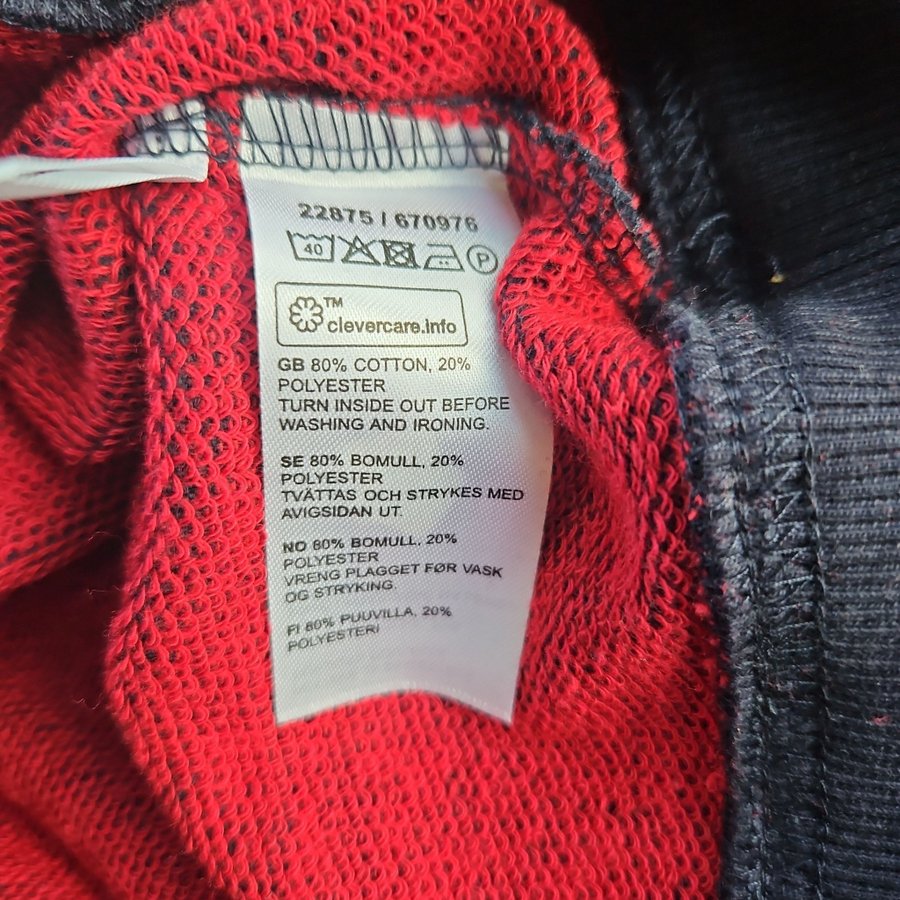 22875 / 670976
40 P
TM
clevercare.info
GB 80% COTTON, 20%
POLYESTER
TURN INSIDE OUT BEFORE
WASHING AND IRONING.
SE 80% BOMULL, 20%
POLYESTER
TVÄTTAS OCH STRYKES MED
AVIGSIDAN UT.
NO 80% BOMULL, 20%
POLYESTER
VRENG PLAGGET FØR VASK
OG STRYKING.
FI 80% PUUVILLA, 20%
POLYESTERI